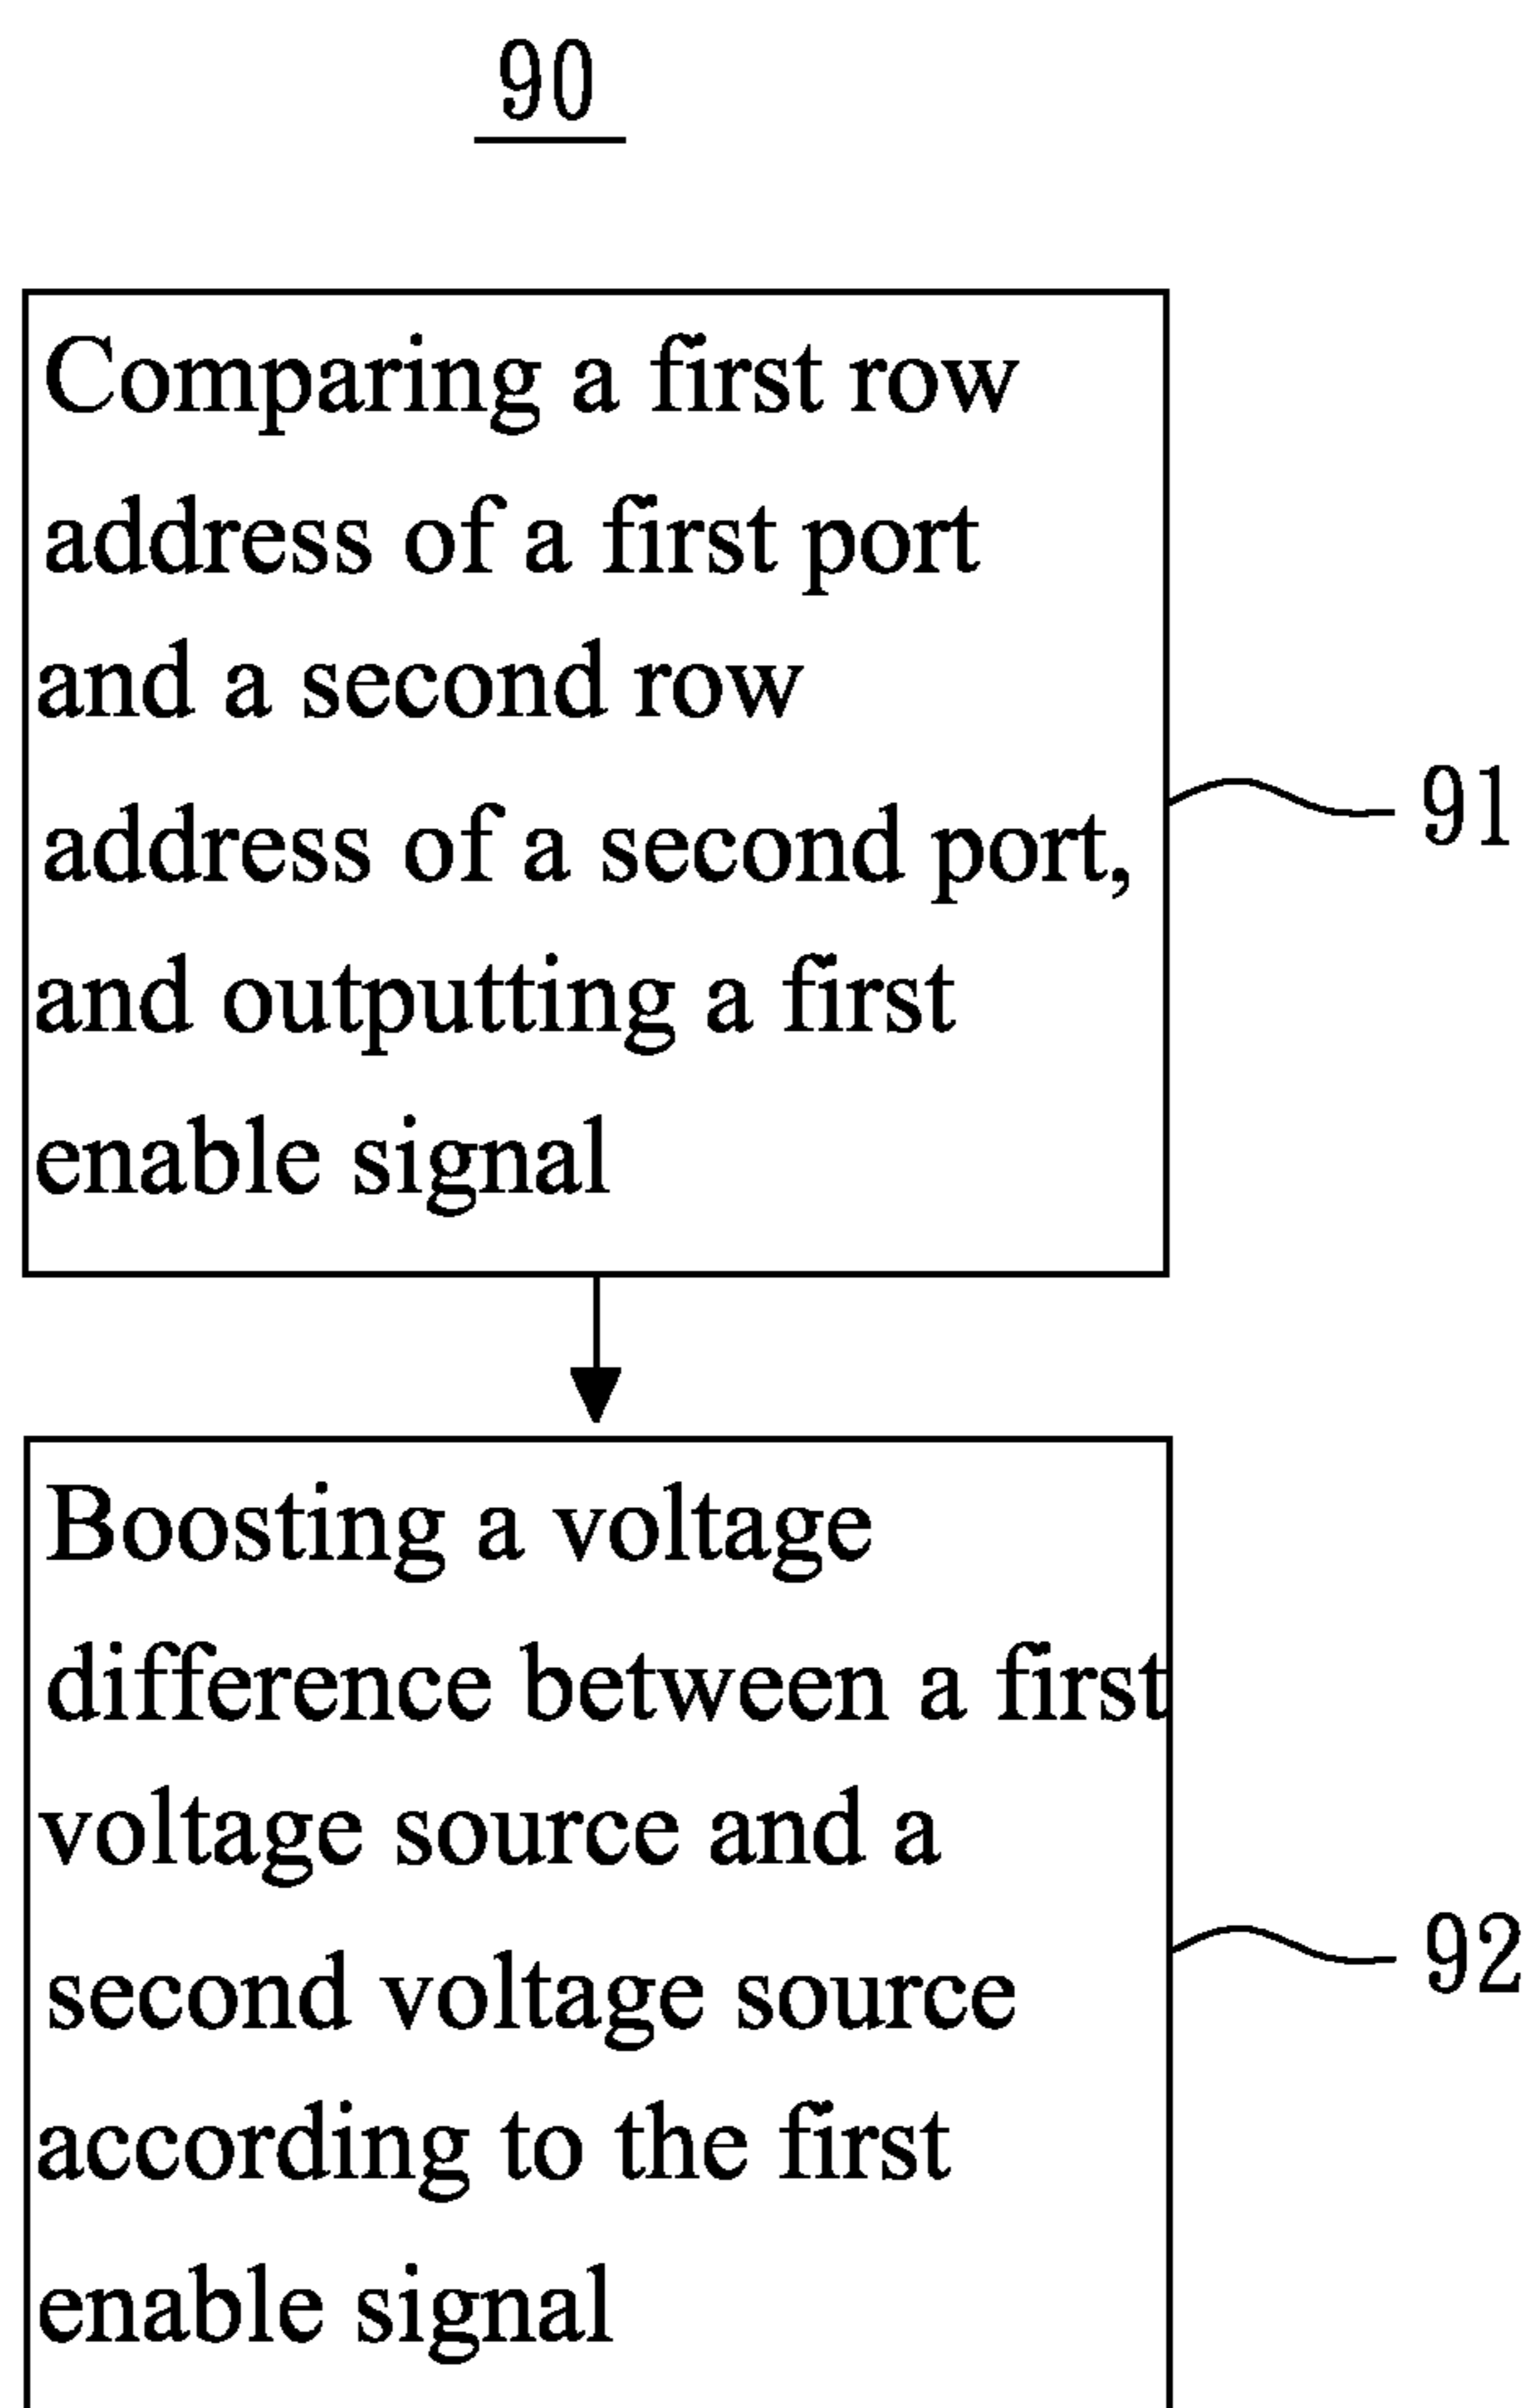 90
Comparing a first row
address of a first port
and a second row
address of a second port,
and outputting a first
enable signal
91
Boosting a voltage
difference between a first
voltage source and a
second voltage source
according to the first
enable signal
92